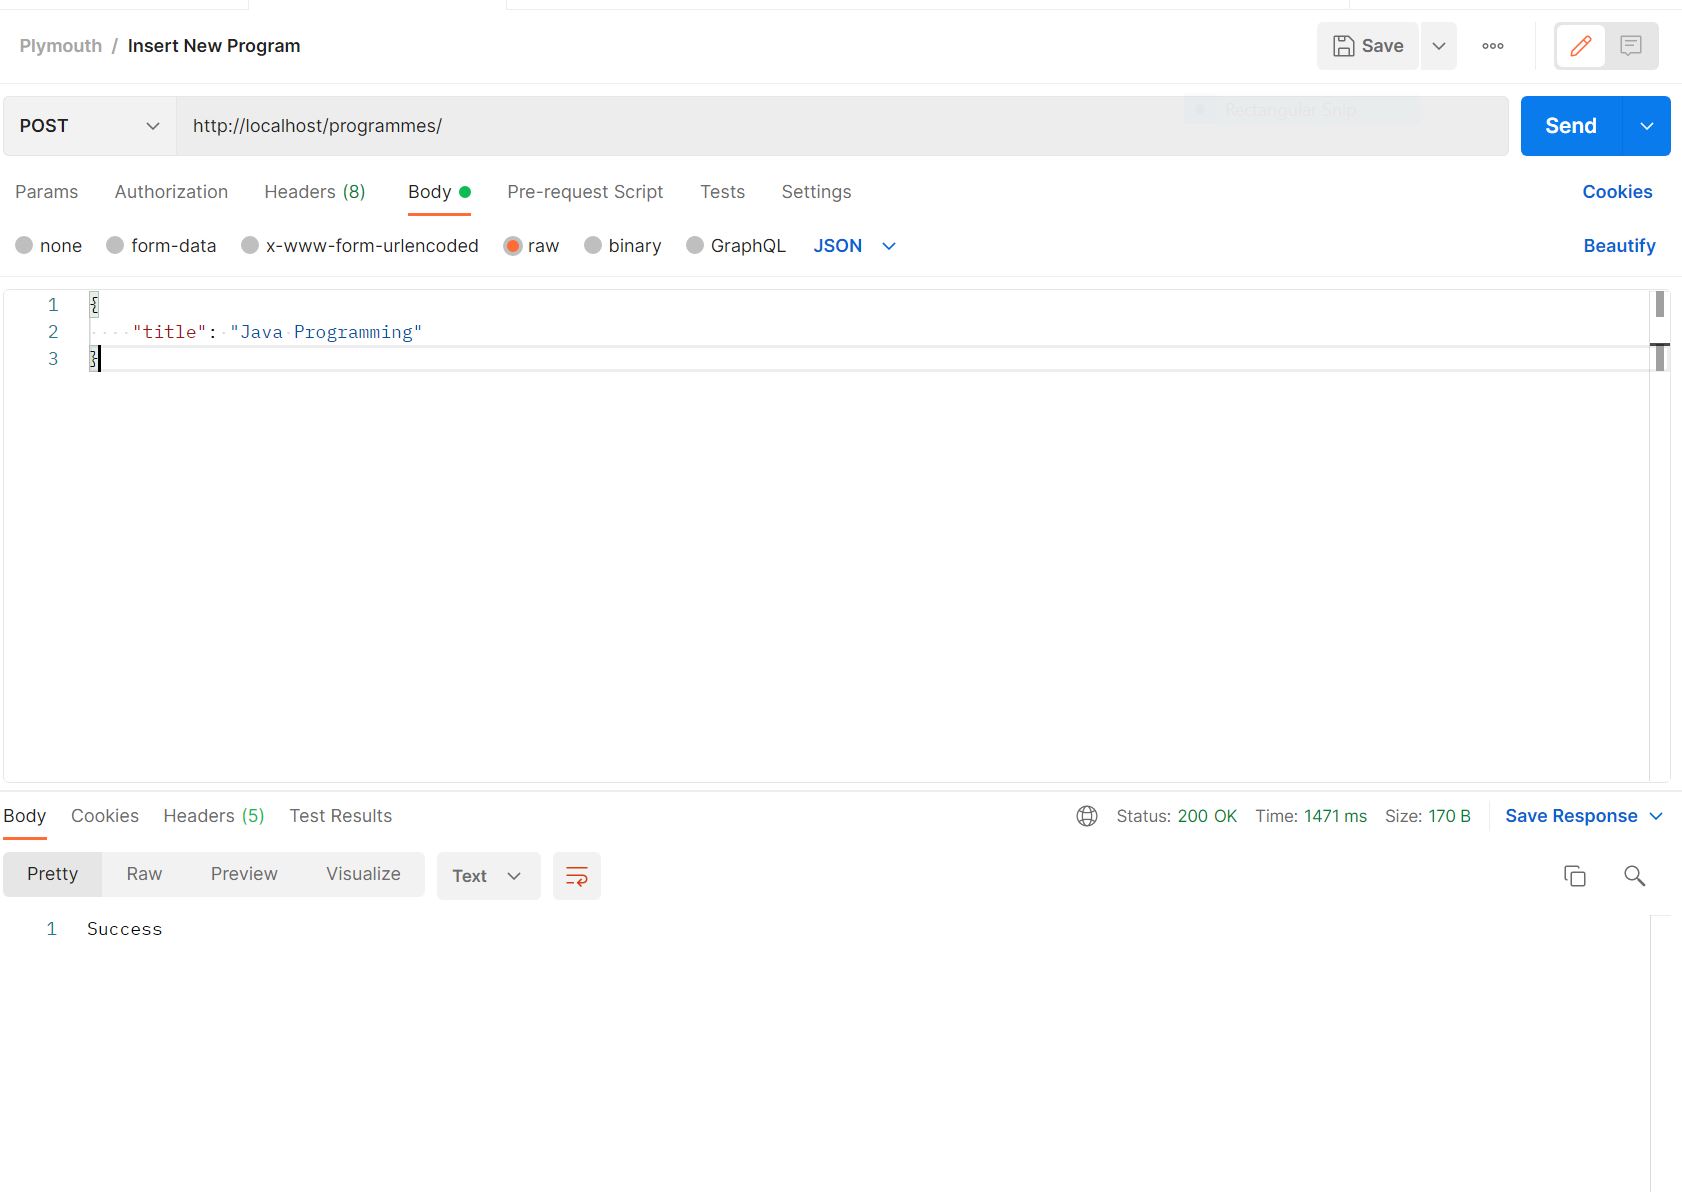 Plymouth / Insert New Program
Save
POST
http://localhost/programmes/
Rectangular Snip
Send
Params Authorization Headers (8) Body Pre-request Script Tests Settings Cookies
none form-data x-www-form-urlencoded raw binary GraphQL JSON Beautify
1 {
2 "title": "Java Programming"
3 }
Body Cookies Headers (5) Test Results Status: 200 OK Time: 1471 ms Size: 170 B Save Response
Pretty Raw Preview Visualize Text
1 Success